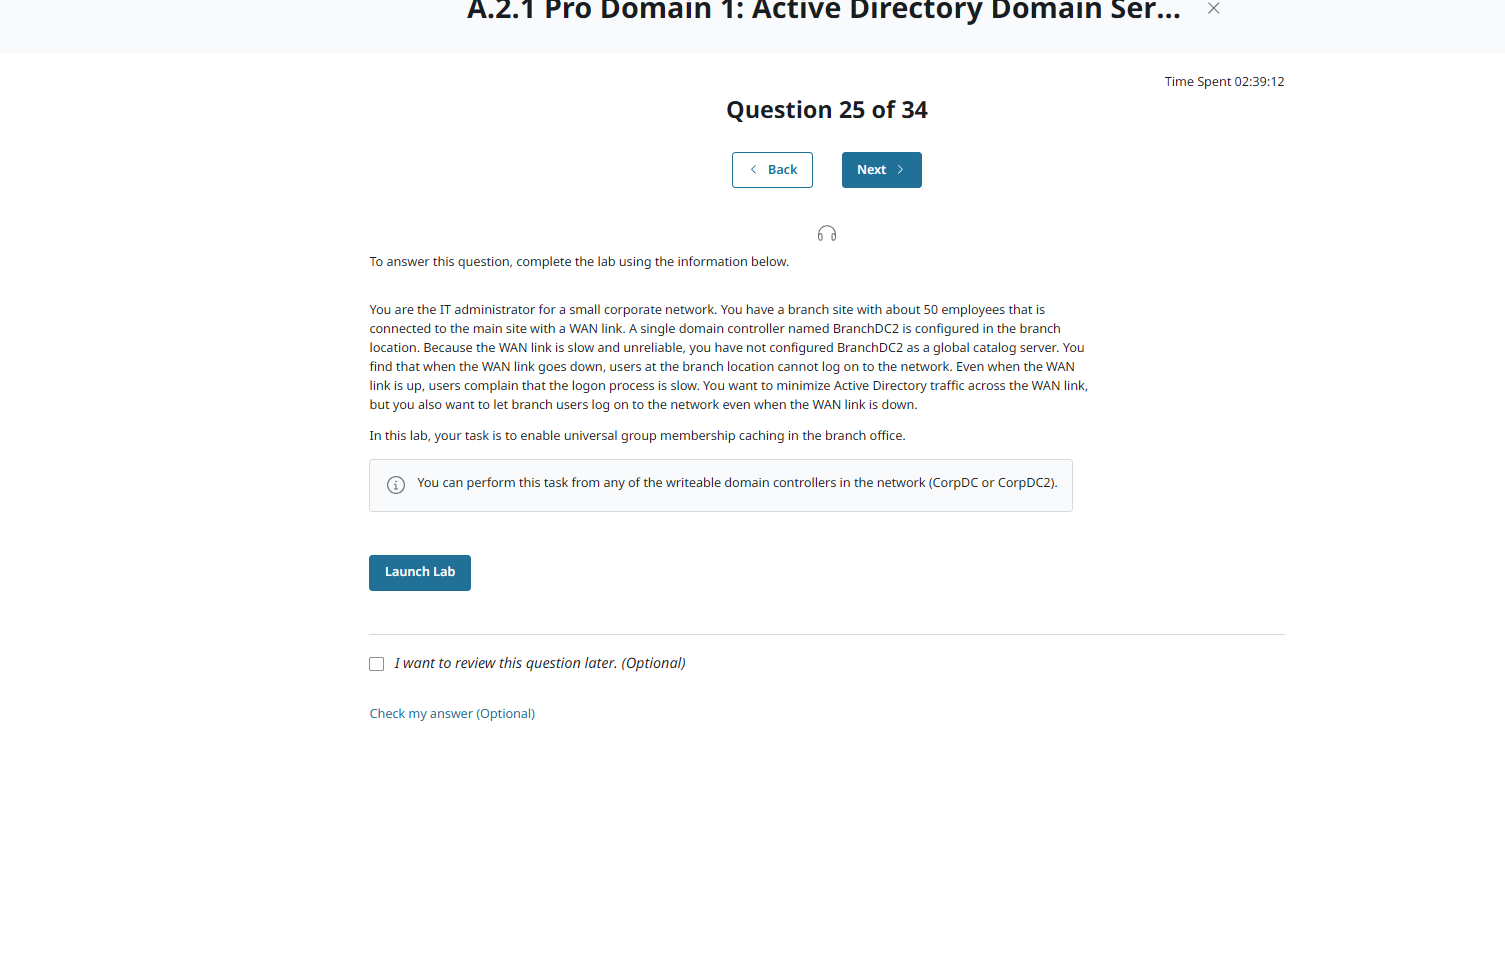 A.2.1 Pro Domain 1: Active Directory Domain Ser...
Time Spent 02:39:12
Question 25 of 34
Back
Next
To answer this question, complete the lab using the information below.
You are the IT administrator for a small corporate network. You have a branch site with about 50 employees that is
connected to the main site with a WAN link. A single domain controller named BranchDC2 is configured in the branch
location. Because the WAN link is slow and unreliable, you have not configured BranchDC2 as a global catalog server. You
find that when the WAN link goes down, users at the branch location cannot log on to the network. Even when the WAN
link is up, users complain that the logon process is slow. You want to minimize Active Directory traffic across the WAN link,
but you also want to let branch users log on to the network even when the WAN link is down.
In this lab, your task is to enable universal group membership caching in the branch office.
You can perform this task from any of the writeable domain controllers in the network (CorpDC or CorpDC2).
Launch Lab
I want to review this question later. (Optional)
Check my answer (Optional)